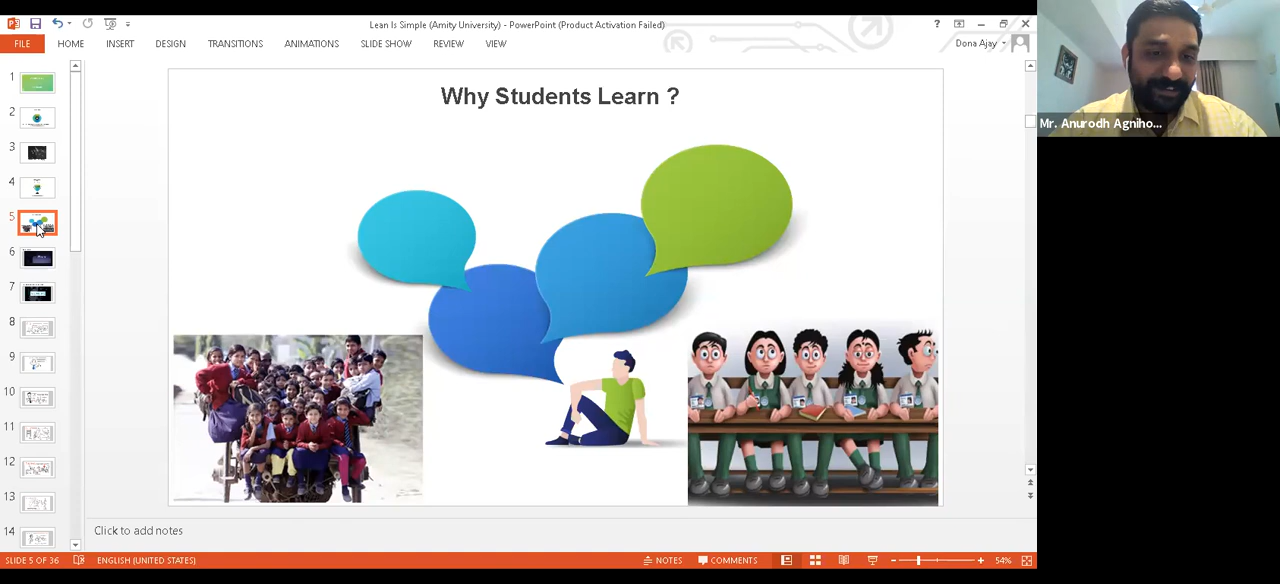 Lean Is Simple (Amity University) - PowerPoint (Product Activation Failed)
?
FILE HOME INSERT DESIGN TRANSITIONS ANIMATIONS SLIDE SHOW REVIEW VIEW
Dona Ajay
Mr. Anurodh Agniho...
Why Students Learn ?
1
2
3
4
5
6
7
8
9
10
11
12
13
14
Click to add notes
SLIDE 5 OF 36 ENGLISH (UNITED STATES) NOTES COMMENTS 54%